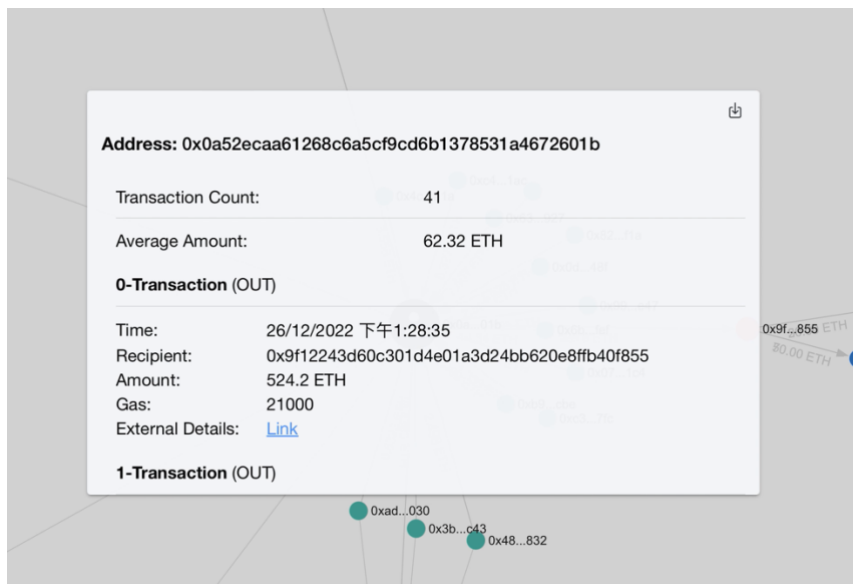 Address: 0x0a52ecaa61268c6a5cf9cd6b1378531a4672601b
Transaction Count: 41
Average Amount: 62.32 ETH
0-Transaction (OUT)
Time: 26/12/2022 下午1:28:35
Recipient: 0x9f12243d60c301d4e01a3d24bb620e8ffb40f855
Amount: 524.2 ETH
Gas: 21000
External Details: Link
1-Transaction (OUT)
0x9f...855
ETH
80.00 ETH
0xad...030
0x3b...c43
0x48...832